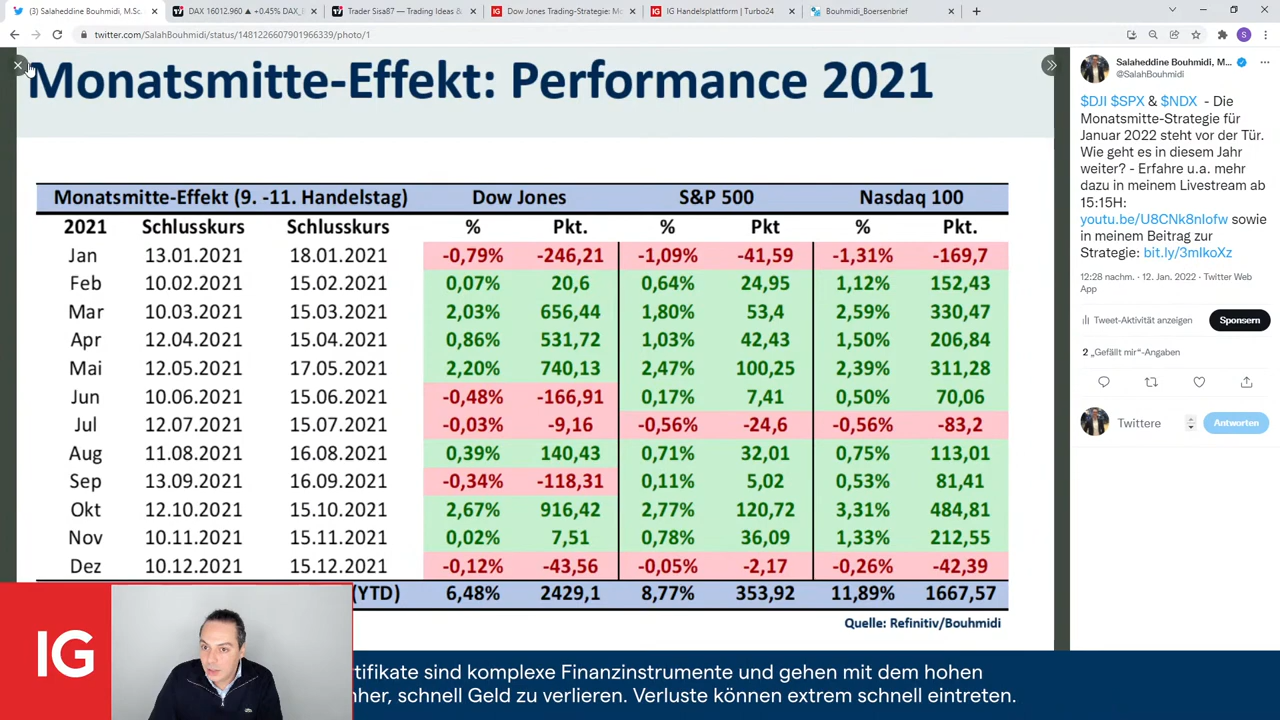 (3) Salaheddine Bouhmidi, M.Sc.
DAX 16012.960 ▲ +0.45% DAX_I
Trader Sisa87 — Trading Ideas &
Dow Jones Trading-Strategie: Mo
IG Handelsplattform | Turbo24
Bouhmidi_Boersenbrief
twitter.com/SalahBouhmidi/status/1481226607901966339/photo/1
S
Monatsmitte-Effekt: Performance 2021
Monatsmitte-Effekt (9. -11. Handelstag) Dow Jones S&P 500 Nasdaq 100
2021 Schlusskurs Schlusskurs % Pkt. % Pkt % Pkt.
Jan 13.01.2021 18.01.2021 -0,79% -246,21 -1,09% -41,59 -1,31% -169,7
Feb 10.02.2021 15.02.2021 0,07% 20,6 0,64% 24,95 1,12% 152,43
Mar 10.03.2021 15.03.2021 2,03% 656,44 1,80% 53,4 2,59% 330,47
Apr 12.04.2021 15.04.2021 0,86% 531,72 1,03% 42,43 1,50% 206,84
Mai 12.05.2021 17.05.2021 2,20% 740,13 2,47% 100,25 2,39% 311,28
Jun 10.06.2021 15.06.2021 -0,48% -166,91 0,17% 7,41 0,50% 70,06
Jul 12.07.2021 15.07.2021 -0,03% -9,16 -0,56% -24,6 -0,56% -83,2
Aug 11.08.2021 16.08.2021 0,39% 140,43 0,71% 32,01 0,75% 113,01
Sep 13.09.2021 16.09.2021 -0,34% -118,31 0,11% 5,02 0,53% 81,41
Okt 12.10.2021 15.10.2021 2,67% 916,42 2,77% 120,72 3,31% 484,81
Nov 10.11.2021 15.11.2021 0,02% 7,51 0,78% 36,09 1,33% 212,55
Dez 10.12.2021 15.12.2021 -0,12% -43,56 -0,05% -2,17 -0,26% -42,39
(YTD) 6,48% 2429,1 8,77% 353,92 11,89% 1667,57
Quelle: Refinitiv/Bouhmidi
Salaheddine Bouhmidi, M...
@SalahBouhmidi
$DJI $SPX & $NDX - Die
Monatsmitte-Strategie für
Januar 2022 steht vor der Tür.
Wie geht es in diesem Jahr
weiter? - Erfahre u.a. mehr
dazu in meinem Livestream ab
15:15H:
youtu.be/U8CNk8nIofw sowie
in meinem Beitrag zur
Strategie: bit.ly/3mIkoXz
12:28 nachm. · 12. Jan. 2022 · Twitter Web
App
Tweet-Aktivität anzeigen
Sponsern
2 „Gefällt mir“-Angaben
Twittere
Antworten
IG
tifikate sind komplexe Finanzinstrumente und gehen mit dem hohen
nher, schnell Geld zu verlieren. Verluste können extrem schnell eintreten.